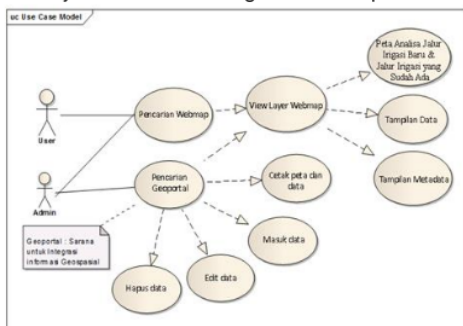 uc Use Case Model
Peta Analisa Jalur
Irigasi Baru &
Jalur Irigasi yang
Sudah Ada
Pencarian Webmap
View Layer Webmap
Tampilan Data
User
Pencarian
Geoportal
Cetak peta dan
data
Tampilan Metadata
Admin
Geoportal : Sarana
untuk Integrasi
informasi Geospasial
Masuk data
Edit data
Hapus data